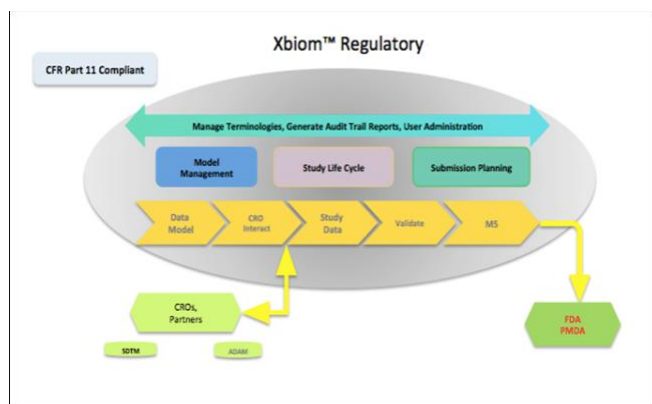 Xbiom™ Regulatory
CFR Part 11 Compliant
Manage Terminologies, Generate Audit Trail Reports, User Administration
Model
Management
Study Life Cycle
Submission Planning
Data
Model
CRO
Interact
Study
Data
Validate
M5
CROs,
Partners
SDTM
ADAM
FDA
PMDA